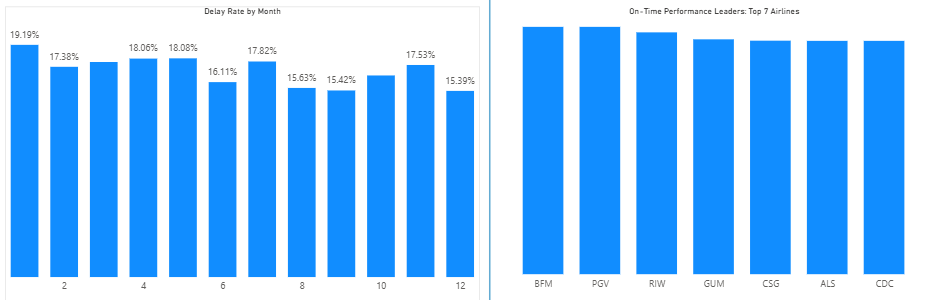 Delay Rate by Month
19.19%
17.38%
18.06%
18.08%
16.11%
17.82%
15.63%
15.42%
17.53%
15.39%
2 4 6 8 10 12
On-Time Performance Leaders: Top 7 Airlines
BFM PGV RIW GUM CSG ALS CDC